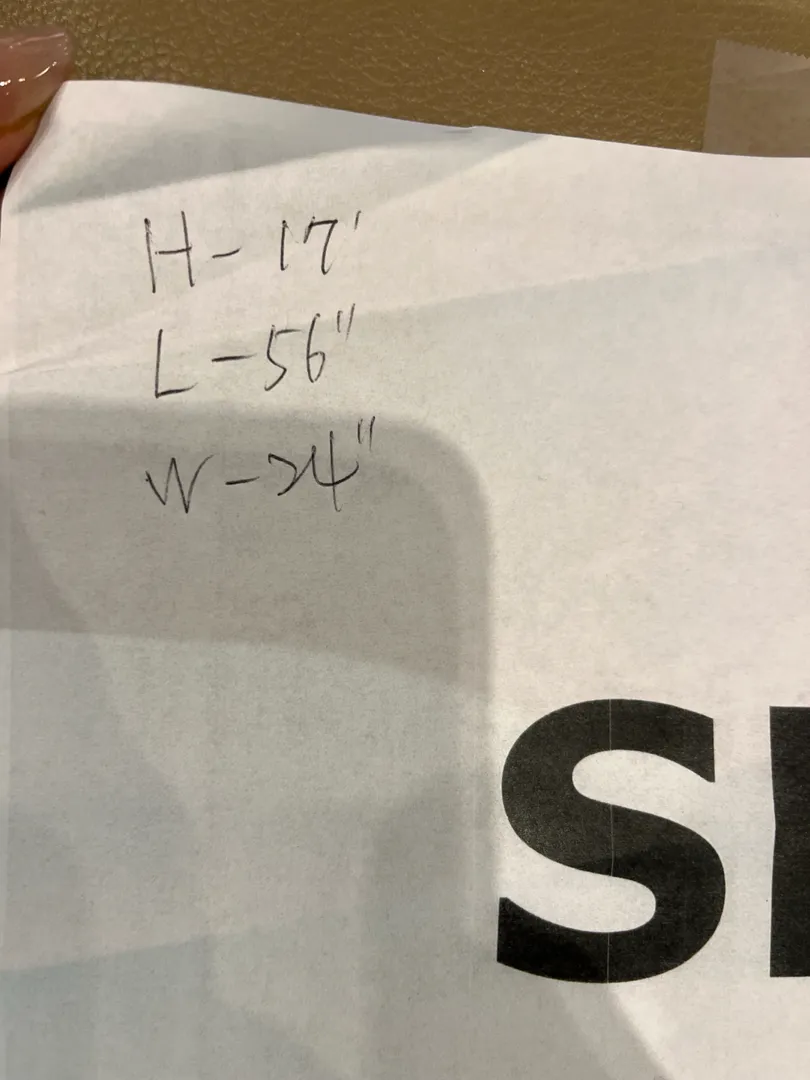 H - 17'
L - 56"
W - 24"
S